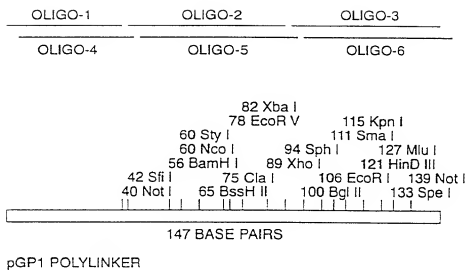 OLIGO-1 OLIGO-2 OLIGO-3
OLIGO-4 OLIGO-5 OLIGO-6
82 Xba I
78 EcoR V 115 Kpn I
60 Sty I 111 Sma I
60 Nco I 94 Sph I 127 Mlu I
56 BamH I 89 Xho I 121 HinD III
42 Sfi I 75 Cla I 106 EcoR I 139 Not I
40 Not I 65 BssH II 100 Bgl II 133 Spe I
147 BASE PAIRS
pGP1 POLYLINKER